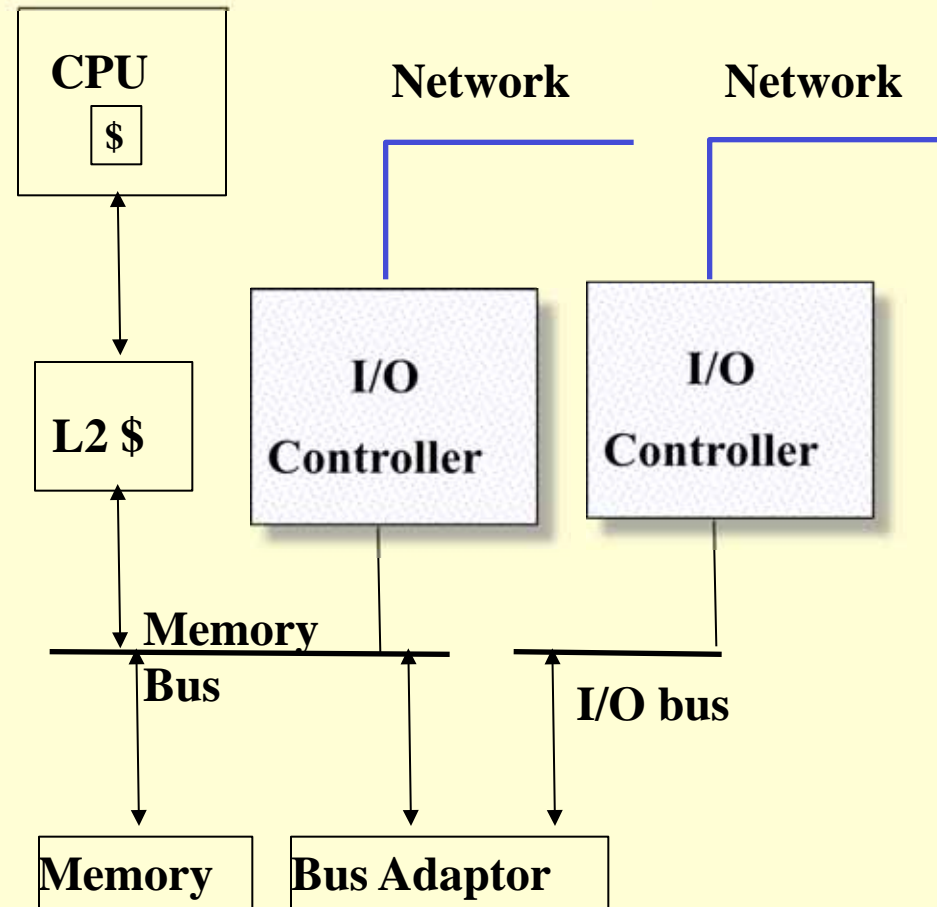 CPU
$
Network
Network
L2 $
I/O
Controller
I/O
Controller
Memory
Bus
I/O bus
Memory
Bus Adaptor